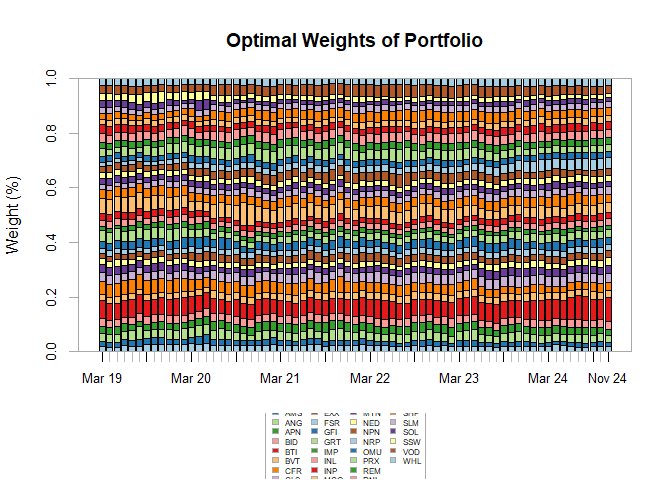 Optimal Weights of Portfolio
Weight (%)
1.0
0.8
0.6
0.4
0.2
0.0
Mar 19 Mar 20 Mar 21 Mar 22 Mar 23 Mar 24 Nov 24
ANG FSR NED SLM
APN GFI NPN SOL
BID GRT NRP SSW
BTI IMP OMU VOD
BVT INL PRX WHL
CFR INP REM